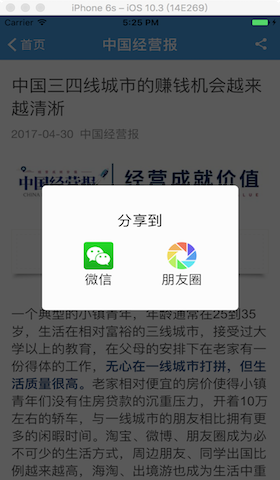 iPhone 6s – iOS 10.3 (14E269)
Carrier 5:25 PM
首页 中国经营报
中国三四线城市的赚钱机会越来
越清淅
2017-04-30 中国经营报
中国经营报 经营成就价值
分享到
微信 朋友圈
一个典型的小镇青年，年龄通常在25到35
岁，生活在相对富裕的三线城市，接受过大
学以上的教育，在父母的安排下在老家有一
份得体的工作，无心在一线城市打拼，但生
活质量很高。老家相对便宜的房价使得小镇
青年们没有住房贷款的沉重压力，开着10万
左右的轿车，与一线城市的朋友相比拥有更
多的闲暇时间。淘宝、微博、朋友圈成为必
不可少的生活方式，周边朋友、同学出国比
例越来越高，海淘、出境游也成为生活中重